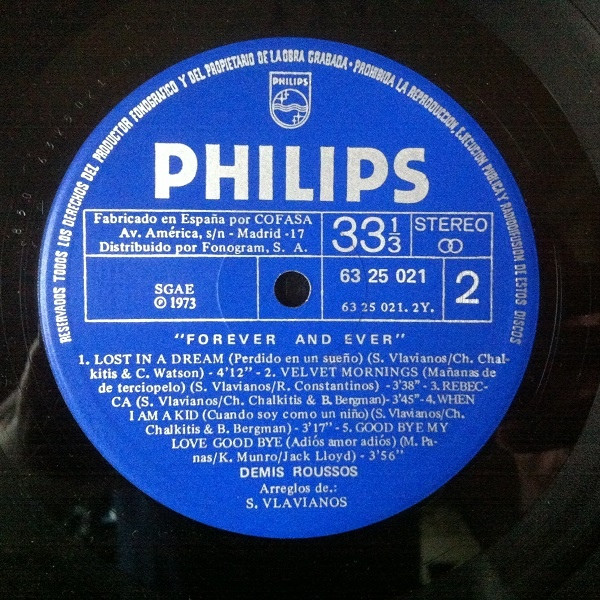 RESERVADOS TODOS LOS DERECHOS DEL PRODUCTOR FONOGRAFICO Y DEL PROPIETARIO DE LA OBRA GRABADA • PROHIBIDA LA REPRODUCCION, EJECUCION PUBLICA Y RADIODIFUSION DE ESTOS DISCOS
PHILIPS
PHILIPS
Fabricado en España por COFASA
Av. América, s/n - Madrid -17
Distribuido por Fonogram, S. A.
33 1/3
STEREO
SGAE
℗ 1973
63 25 021
63 25 021. 2Y.
2
"FOREVER AND EVER"
1. LOST IN A DREAM (Perdido en un sueño) (S. Vlavianos/Ch. Chal-
kitis & C. Watson) - 4'12" - 2. VELVET MORNINGS (Mañanas de
de terciopelo) (S. Vlavianos/R. Constantinos) - 3'38" - 3. REBEC-
CA (S. Vlavianos/Ch. Chalkitis & B. Bergman) - 3'45" - 4. WHEN
I AM A KID (Cuando soy como un niño) (S. Vlavianos/Ch.
Chalkitis & B. Bergman) - 3'17" - 5. GOOD BYE MY
LOVE GOOD BYE (Adiós amor adiós) (M. Pa-
nas/K. Munro/Jack Lloyd) - 3'56"
DEMIS ROUSSOS
Arreglos de.:
S. VLAVIANOS